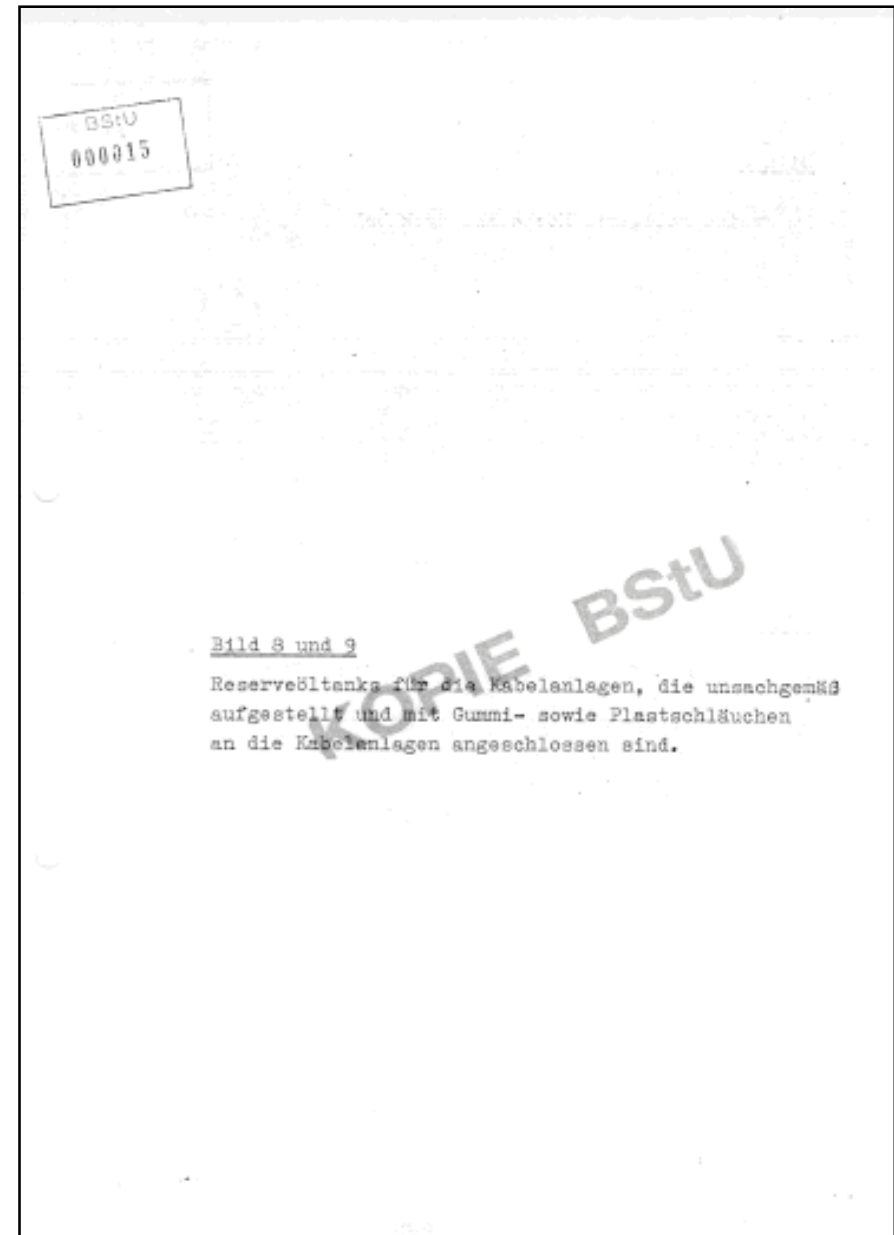 BStU
000015
KOPIE BStU
Bild 8 und 9
Reserveöltanks für die Kabelanlagen, die unsachgemäß
aufgestellt und mit Gummi- sowie Plastschläuchen
an die Kabelanlagen angeschlossen sind.